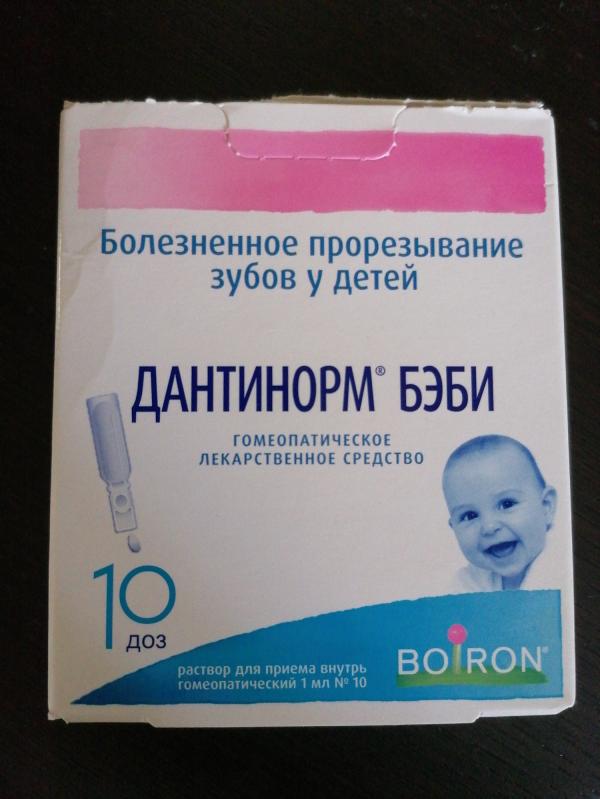 Болезненное прорезывание
зубов у детей
ДАНТИНОРМ® БЭБИ
ГОМЕОПАТИЧЕСКОЕ
ЛЕКАРСТВЕННОЕ СРЕДСТВО
10
ДОЗ
раствор для приема внутрь
гомеопатический 1 мл № 10
BOIRON®